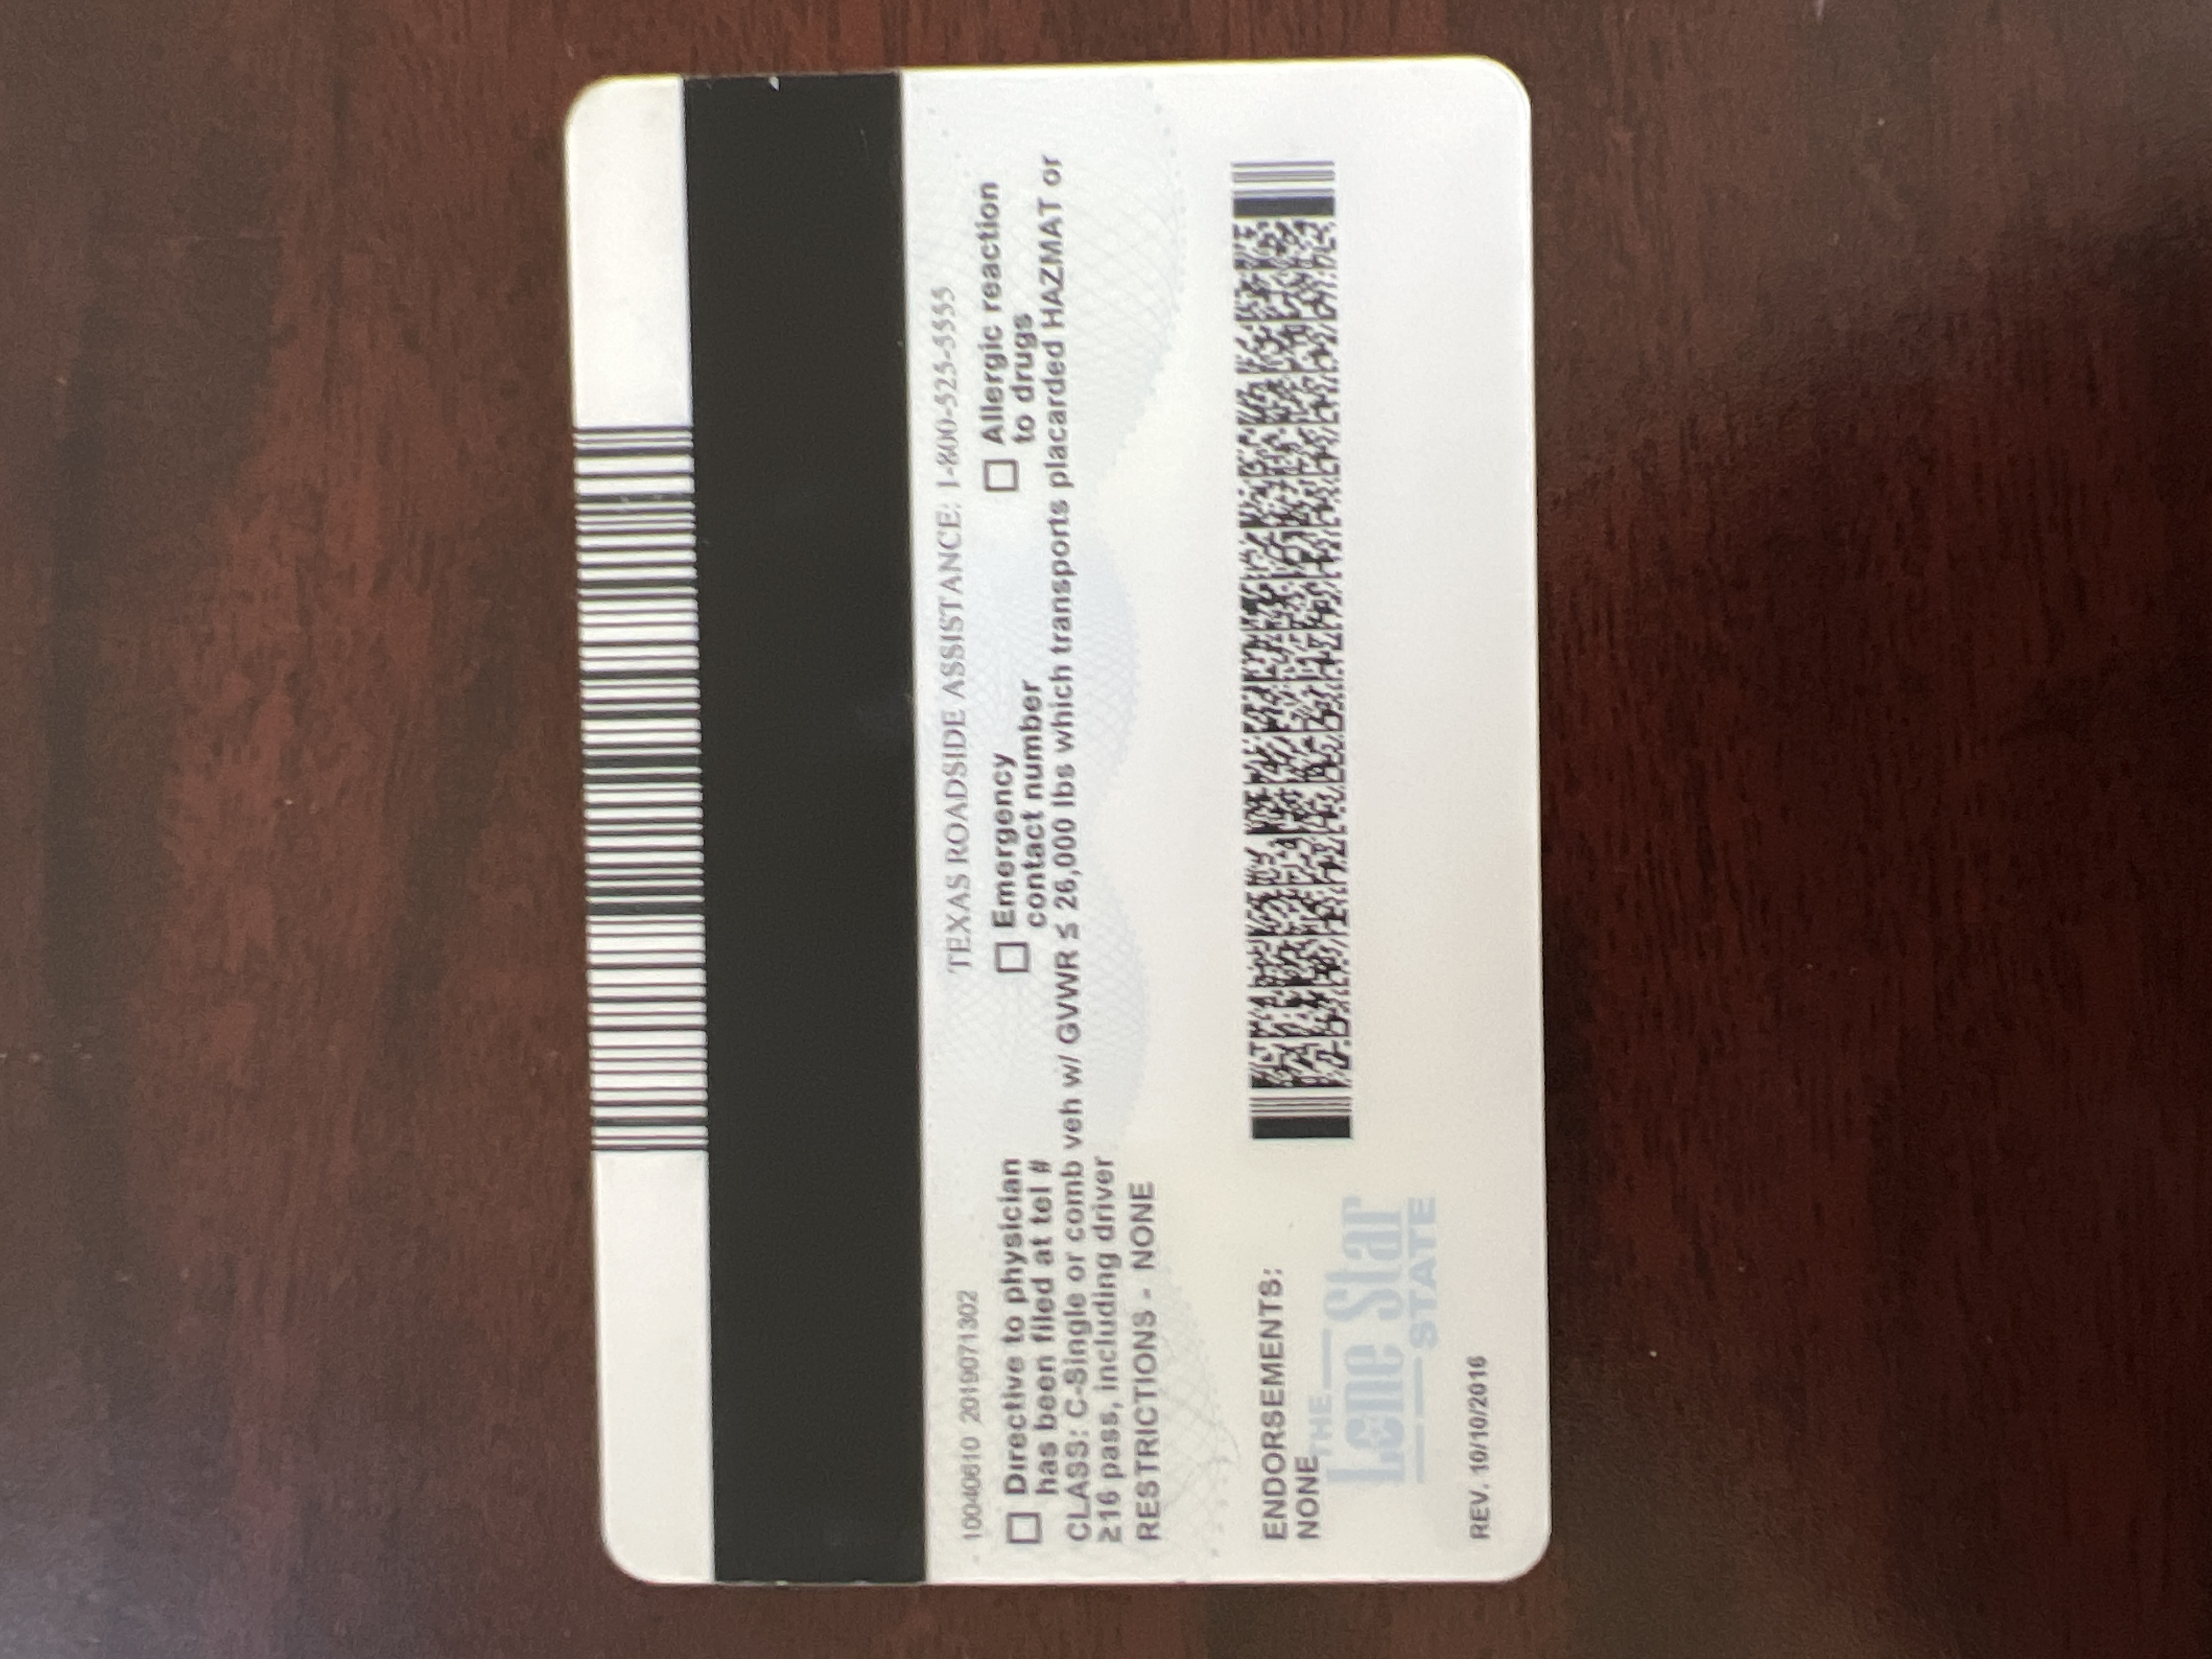 10040610 2019071302
TEXAS ROADSIDE ASSISTANCE: 1-800-525-5555
Directive to physician
has been filed at tel #
Emergency
contact number
Allergic reaction
to drugs
CLASS: C-Single or comb veh w/ GVWR ≤ 26,000 lbs which transports placarded HAZMAT or
≥16 pass, including driver
RESTRICTIONS - NONE
ENDORSEMENTS:
NONE
THE
Lone Star
STATE
REV. 10/10/2016